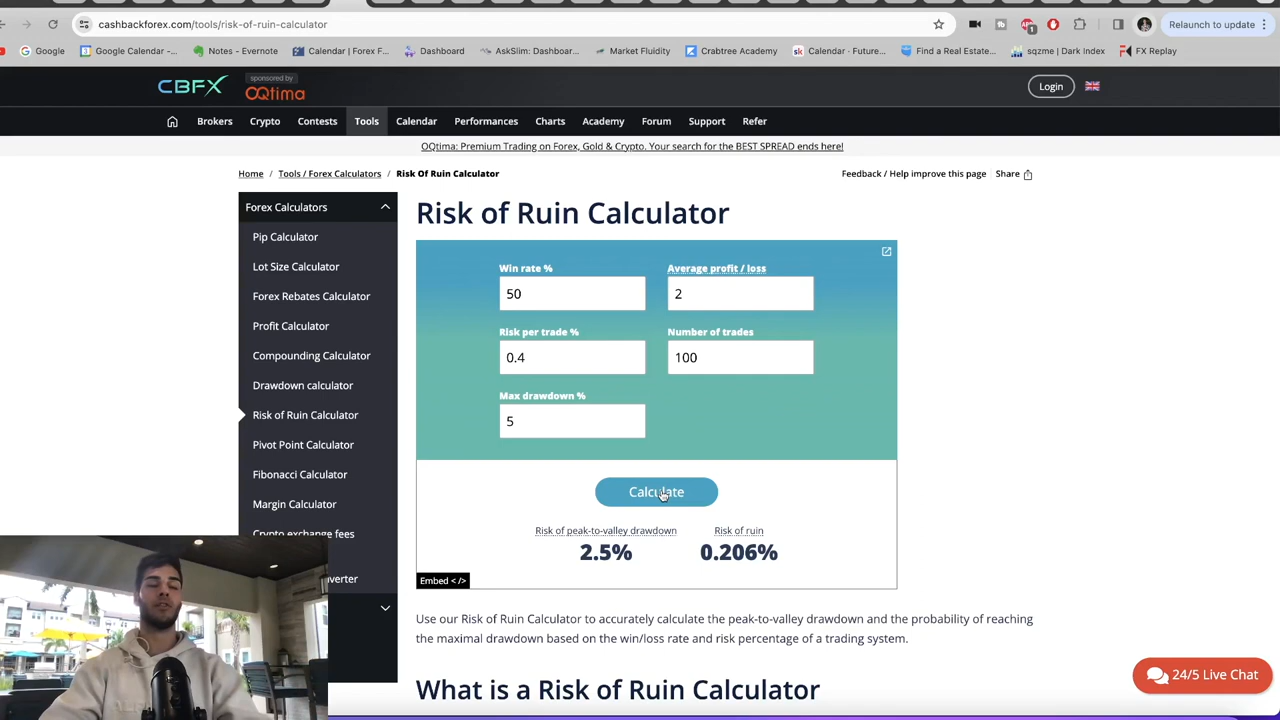 cashbackforex.com/tools/risk-of-ruin-calculator
Relaunch to update
Google
Google Calendar -...
Notes - Evernote
Calendar | Forex F...
Dashboard
AskSlim: Dashboar...
Market Fluidity
Crabtree Academy
Calendar - Future...
Find a Real Estate...
sqzme | Dark Index
FX Replay
CBFX
sponsored by
OQtima
Login
Brokers
Crypto
Contests
Tools
Calendar
Performances
Charts
Academy
Forum
Support
Refer
OQtima: Premium Trading on Forex, Gold & Crypto. Your search for the BEST SPREAD ends here!
Home / Tools / Forex Calculators / Risk Of Ruin Calculator
Feedback / Help improve this page
Share
Forex Calculators
Pip Calculator
Lot Size Calculator
Forex Rebates Calculator
Profit Calculator
Compounding Calculator
Drawdown calculator
Risk of Ruin Calculator
Pivot Point Calculator
Fibonacci Calculator
Margin Calculator
Crypto exchange fees
Risk of Ruin Calculator
Win rate %
Average profit / loss
50
2
Risk per trade %
Number of trades
0.4
100
Max drawdown %
5
Calculate
Risk of peak-to-valley drawdown
Risk of ruin
2.5%
0.206%
Embed < />
Use our Risk of Ruin Calculator to accurately calculate the peak-to-valley drawdown and the probability of reaching
the maximal drawdown based on the win/loss rate and risk percentage of a trading system.
What is a Risk of Ruin Calculator
24/5 Live Chat